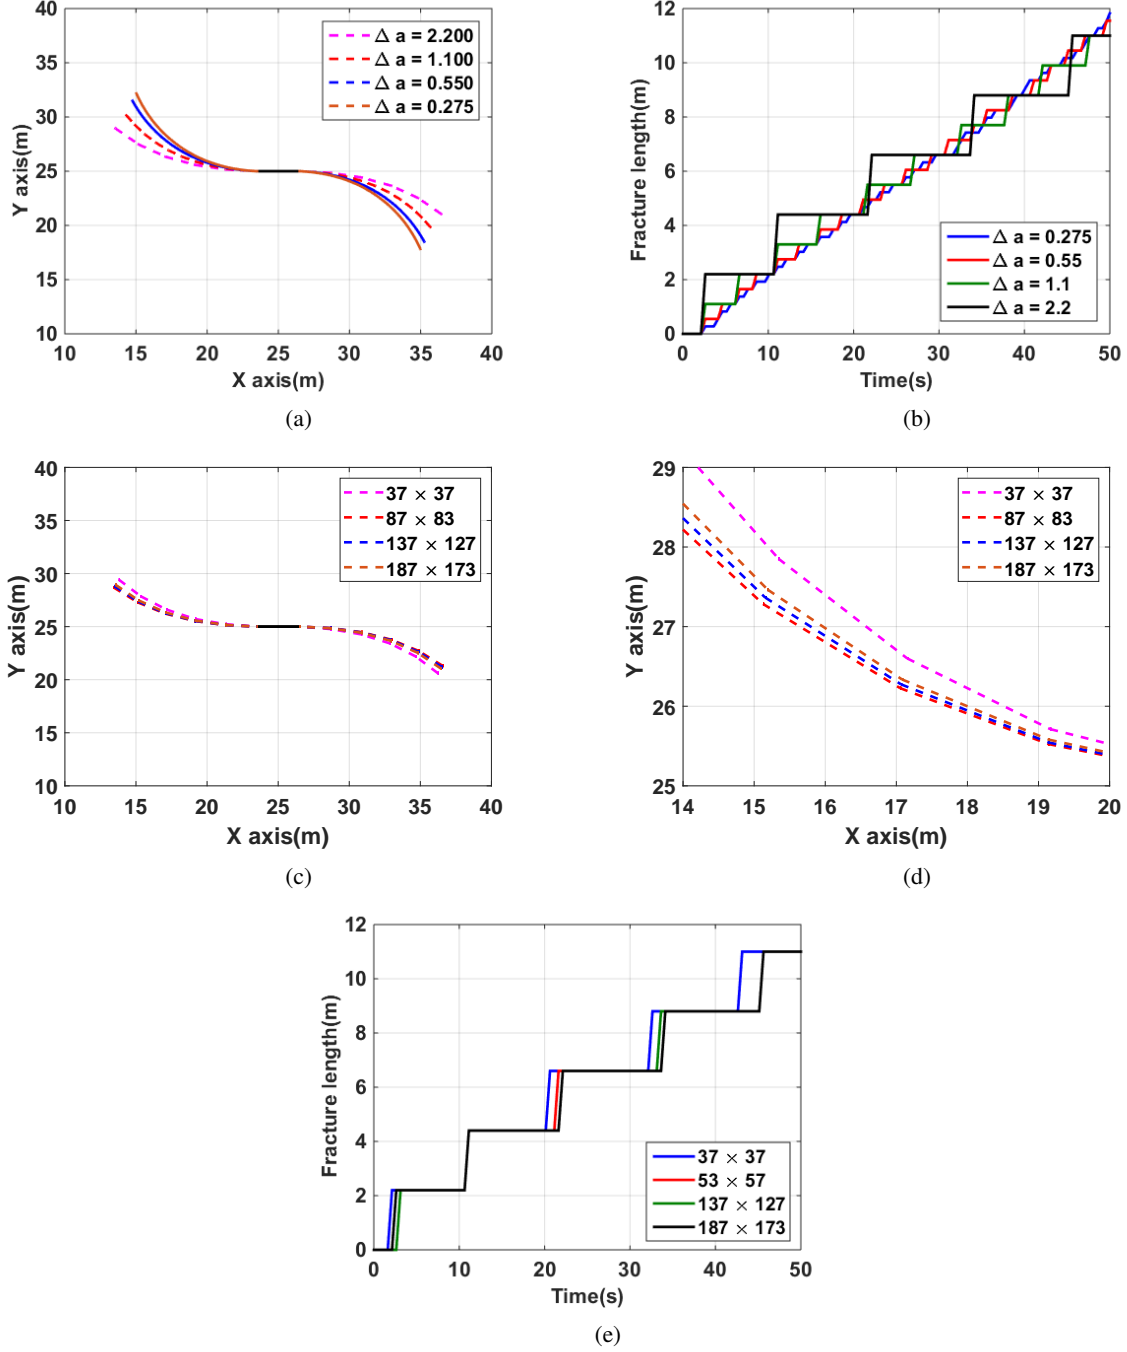 40
35
30
25
20
15
10
10 15 20 25 30 35 40
Y axis(m)
X axis(m)
Δ a = 2.200
Δ a = 1.100
Δ a = 0.550
Δ a = 0.275
(a)
12
10
8
6
4
2
0
0 10 20 30 40 50
Fracture length(m)
Time(s)
Δ a = 0.275
Δ a = 0.55
Δ a = 1.1
Δ a = 2.2
(b)
40
35
30
25
20
15
10
10 15 20 25 30 35 40
Y axis(m)
X axis(m)
37 × 37
87 × 83
137 × 127
187 × 173
(c)
29
28
27
26
25
14 15 16 17 18 19 20
Y axis(m)
X axis(m)
37 × 37
87 × 83
137 × 127
187 × 173
(d)
12
10
8
6
4
2
0
0 10 20 30 40 50
Fracture length(m)
Time(s)
37 × 37
53 × 57
137 × 127
187 × 173
(e)